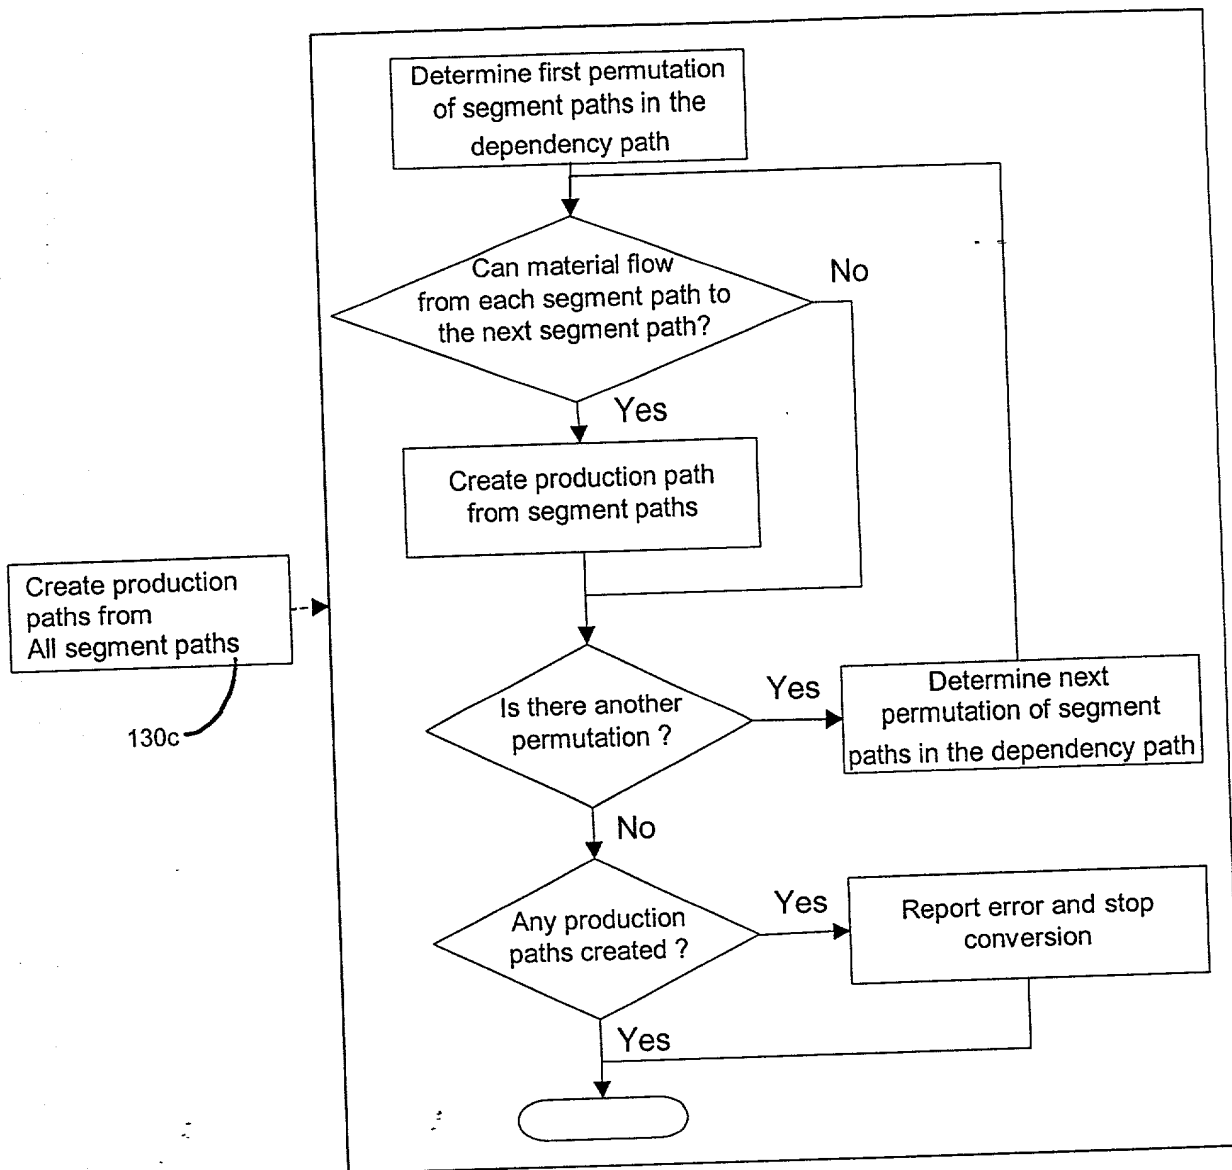 Determine first permutation
of segment paths in the
dependency path
Can material flow
from each segment path to
the next segment path?
No
Yes
Create production path
from segment paths
Create production
paths from
All segment paths
130c
Is there another
permutation ?
Yes
Determine next
permutation of segment
paths in the dependency path
No
Any production
paths created ?
Yes
Report error and stop
conversion
Yes